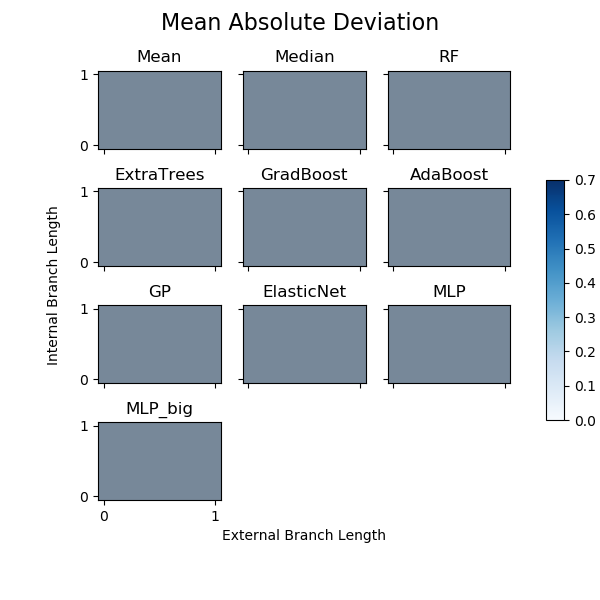 Mean Absolute Deviation
Mean Median RF
1
0
ExtraTrees GradBoost AdaBoost
1
0
GP ElasticNet MLP
1
0
MLP_big
1
0
0 1
Internal Branch Length
External Branch Length
0.7
0.6
0.5
0.4
0.3
0.2
0.1
0.0